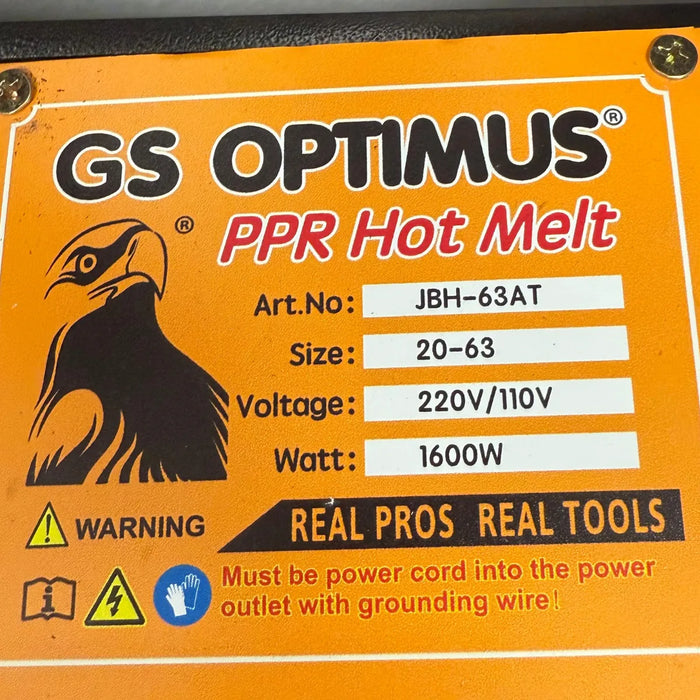 GS OPTIMUS®
®
PPR Hot Melt
Art.No: JBH-63AT
Size: 20-63
Voltage: 220V/110V
Watt: 1600W
WARNING
REAL PROS REAL TOOLS
Must be power cord into the power
outlet with grounding wire!